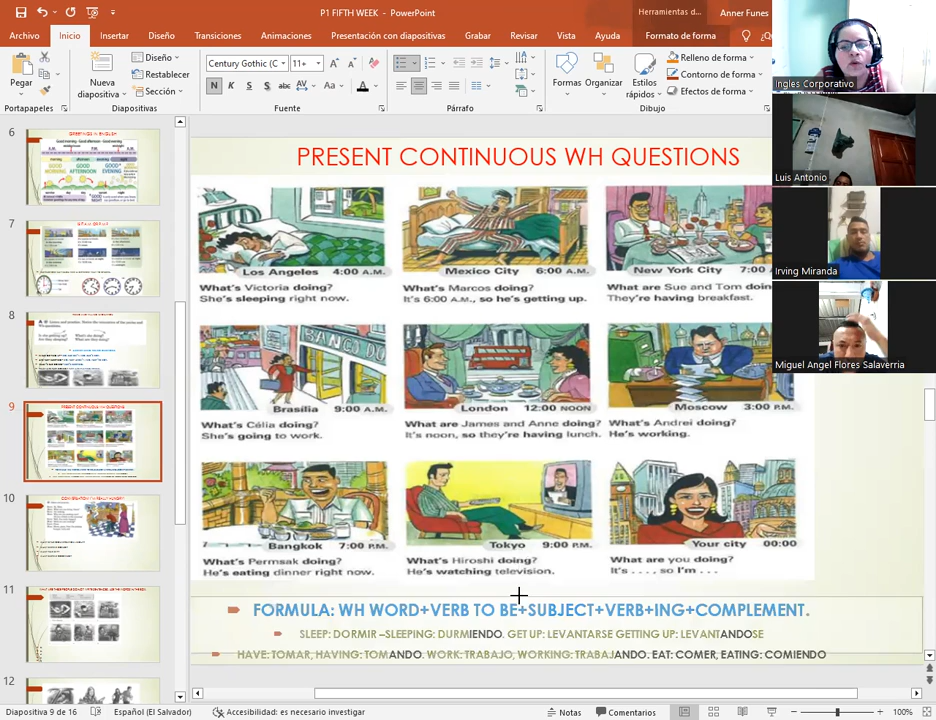 P1 FIFTH WEEK - PowerPoint
Herramientas d...
Anner Funes
Archivo
Inicio
Insertar
Diseño
Transiciones
Animaciones
Presentación con diapositivas
Grabar
Revisar
Vista
Ayuda
Formato de forma
Pegar
Nueva
diapositiva
Diseño
Restablecer
Sección
Century Gothic (C
11+
Formas
Organizar
Estilos
rápidos
Relleno de forma
Contorno de forma
Efectos de forma
Portapapeles
Diapositivas
Fuente
Párrafo
Dibujo
Ingles Corporativo
Luis Antonio
Irving Miranda
Miguel Angel Flores Salaverria
6
7
8
9
10
11
12
PRESENT CONTINUOUS WH QUESTIONS
Los Angeles 4:00 A.M.
What's Victoria doing?
She's sleeping right now.
Mexico City 6:00 A.M.
What's Marcos doing?
It's 6:00 A.M., so he's getting up.
New York City 7:00
What are Sue and Tom doin
They're having breakfast.
BANCO DO
Brasília 9:00 A.M.
What's Célia doing?
She's going to work.
London 12:00 NOON
What are James and Anne doing?
It's noon, so they're having lunch.
Moscow 3:00 P.M.
What's Andrei doing?
He's working.
Bangkok 7:00 P.M.
What's Permsak doing?
He's eating dinner right now.
Tokyo 9:00 P.M.
What's Hiroshi doing?
He's watching television.
Your city 00:00
What are you doing?
It's . . . . so I'm . . .
FORMULA: WH WORD+VERB TO BE+SUBJECT+VERB+ING+COMPLEMENT.
SLEEP: DORMIR –SLEEPING: DURMIENDO. GET UP: LEVANTARSE GETTING UP: LEVANTANDOSE
HAVE: TOMAR, HAVING: TOMANDO. WORK: TRABAJO, WORKING: TRABAJANDO. EAT: COMER, EATING: COMIENDO
Diapositiva 9 de 16
Español (El Salvador)
Accesibilidad: es necesario investigar
Notas
Comentarios
100%